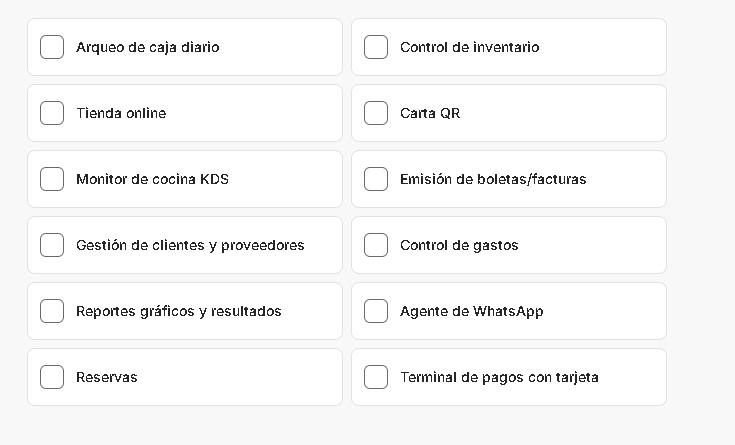 Arqueo de caja diario
Control de inventario
Tienda online
Carta QR
Monitor de cocina KDS
Emisión de boletas/facturas
Gestión de clientes y proveedores
Control de gastos
Reportes gráficos y resultados
Agente de WhatsApp
Reservas
Terminal de pagos con tarjeta